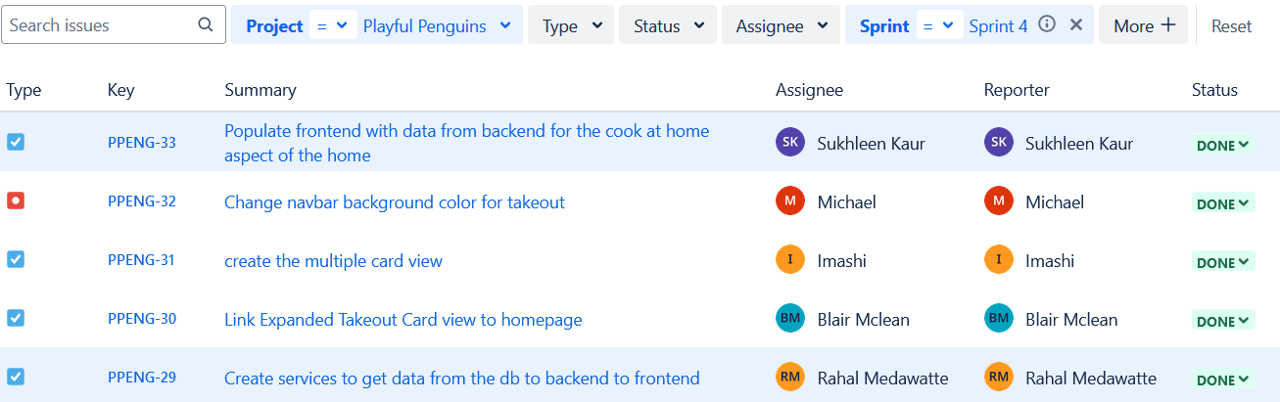 Search issues Project = Playful Penguins Type Status Assignee Sprint = Sprint 4 More + Reset
Type Key Summary Assignee Reporter Status
PPENG-33 Populate frontend with data from backend for the cook at home SK Sukhleen Kaur SK Sukhleen Kaur DONE
aspect of the home
PPENG-32 Change navbar background color for takeout M Michael M Michael DONE
PPENG-31 create the multiple card view I Imashi I Imashi DONE
PPENG-30 Link Expanded Takeout Card view to homepage BM Blair Mclean BM Blair Mclean DONE
PPENG-29 Create services to get data from the db to backend to frontend RM Rahal Medawatte RM Rahal Medawatte DONE